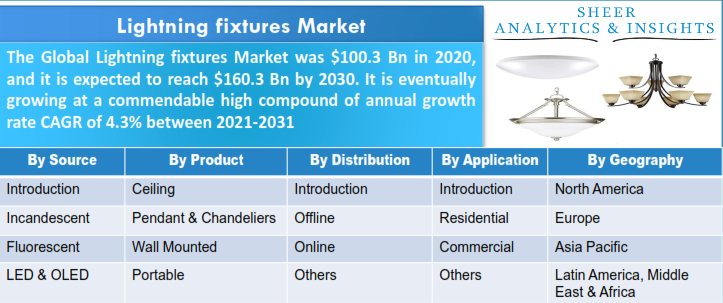 Lightning fixtures Market
SHEER
ANALYTICS & INSIGHTS
The Global Lightning fixtures Market was $100.3 Bn in 2020,
and it is expected to reach $160.3 Bn by 2030. It is eventually
growing at a commendable high compound of annual growth
rate CAGR of 4.3% between 2021-2031
By Source By Product By Distribution By Application By Geography
Introduction Ceiling Introduction Introduction North America
Incandescent Pendant & Chandeliers Offline Residential Europe
Fluorescent Wall Mounted Online Commercial Asia Pacific
LED & OLED Portable Others Others Latin America, Middle
East & Africa